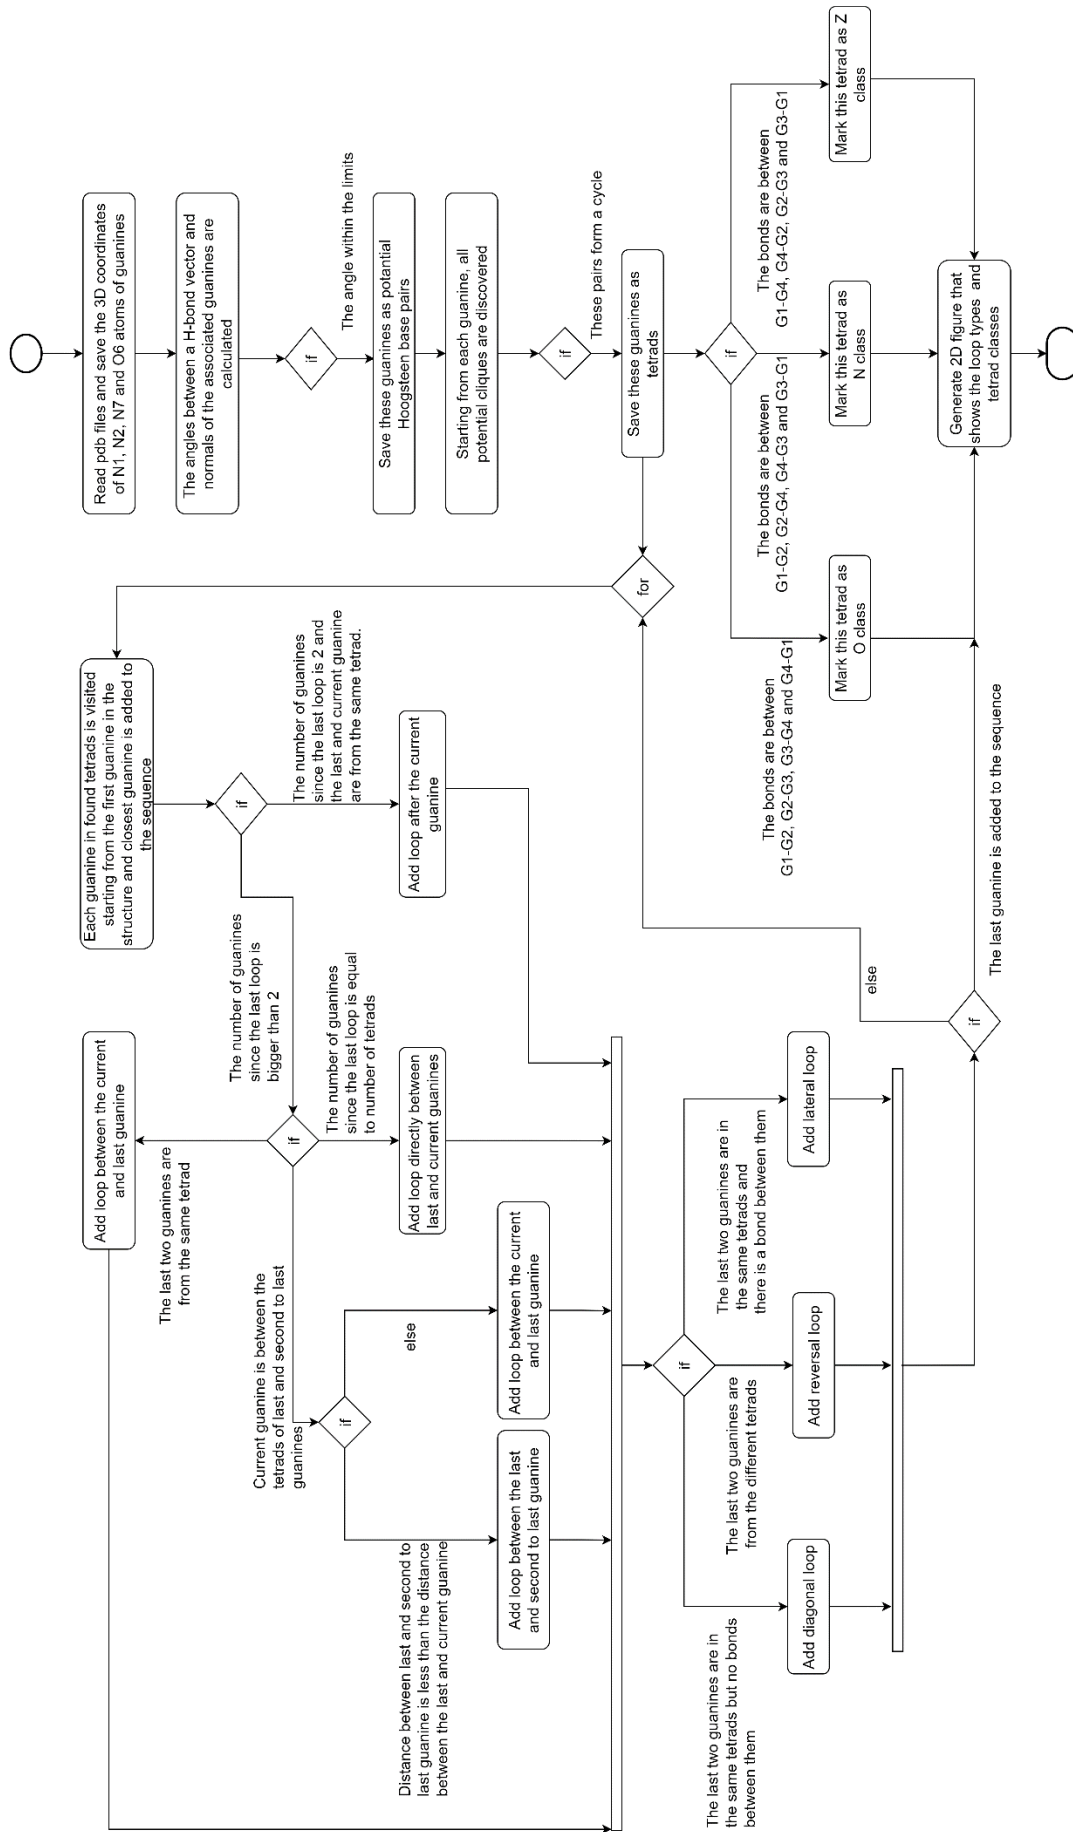 Read pdb files and save the 3D coordinates
of N1, N2, N7 and O6 atoms of guanines
The angles between a H-bond vector and
normals of the associated guanines are
calculated
if
The angle within the limits
Save these guanines as potential
Hoogsteen base pairs
Starting from each guanine, all
potential cliques are discovered
if
These pairs form a cycle
Save these guanines as
tetrads
if
The bonds are between
G1-G4, G4-G2, G2-G3 and G3-G1
Mark this tetrad as Z
class
The bonds are between
G1-G2, G2-G4, G4-G3 and G3-G1
Mark this tetrad as
N class
The bonds are between
G1-G2, G2-G3, G3-G4 and G4-G1
Mark this tetrad as
O class
Generate 2D figure that
shows the loop types and
tetrad classes
for
Each guanine in found tetrads is visited
starting from the first guanine in the
structure and closest guanine is added to
the sequence
if
The number of guanines
since the last loop is 2 and
the last and current guanine
are from the same tetrad.
Add loop after the current
guanine
The number of guanines
since the last loop is
bigger than 2
if
The number of guanines
since the last loop is equal
to number of tetrads
Add loop directly between
last and current guanines
The last two guanines are
from the same tetrad
Add loop between the current
and last guanine
Current guanine is between the
tetrads of last and second to last
guanines
if
else
Add loop between the current
and last guanine
Distance between last and second to
last guanine is less than the distance
between the last and current guanine
Add loop between the last
and second to last guanine
if
The last two guanines are in
the same tetrads and
there is a bond between them
Add lateral loop
The last two guanines are
from the different tetrads
Add reversal loop
The last two guanines are in
the same tetrads but no bonds
between them
Add diagonal loop
if
else
The last guanine is added to the sequence